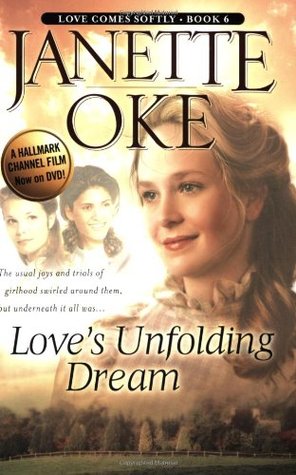 LOVE COMES SOFTLY • BOOK 6
JANETTE
OKE
A HALLMARK
CHANNEL FILM
Now on DVD!
The usual joys and trials of
girlhood swirled around them,
but underneath it all was...
Love's Unfolding
Dream